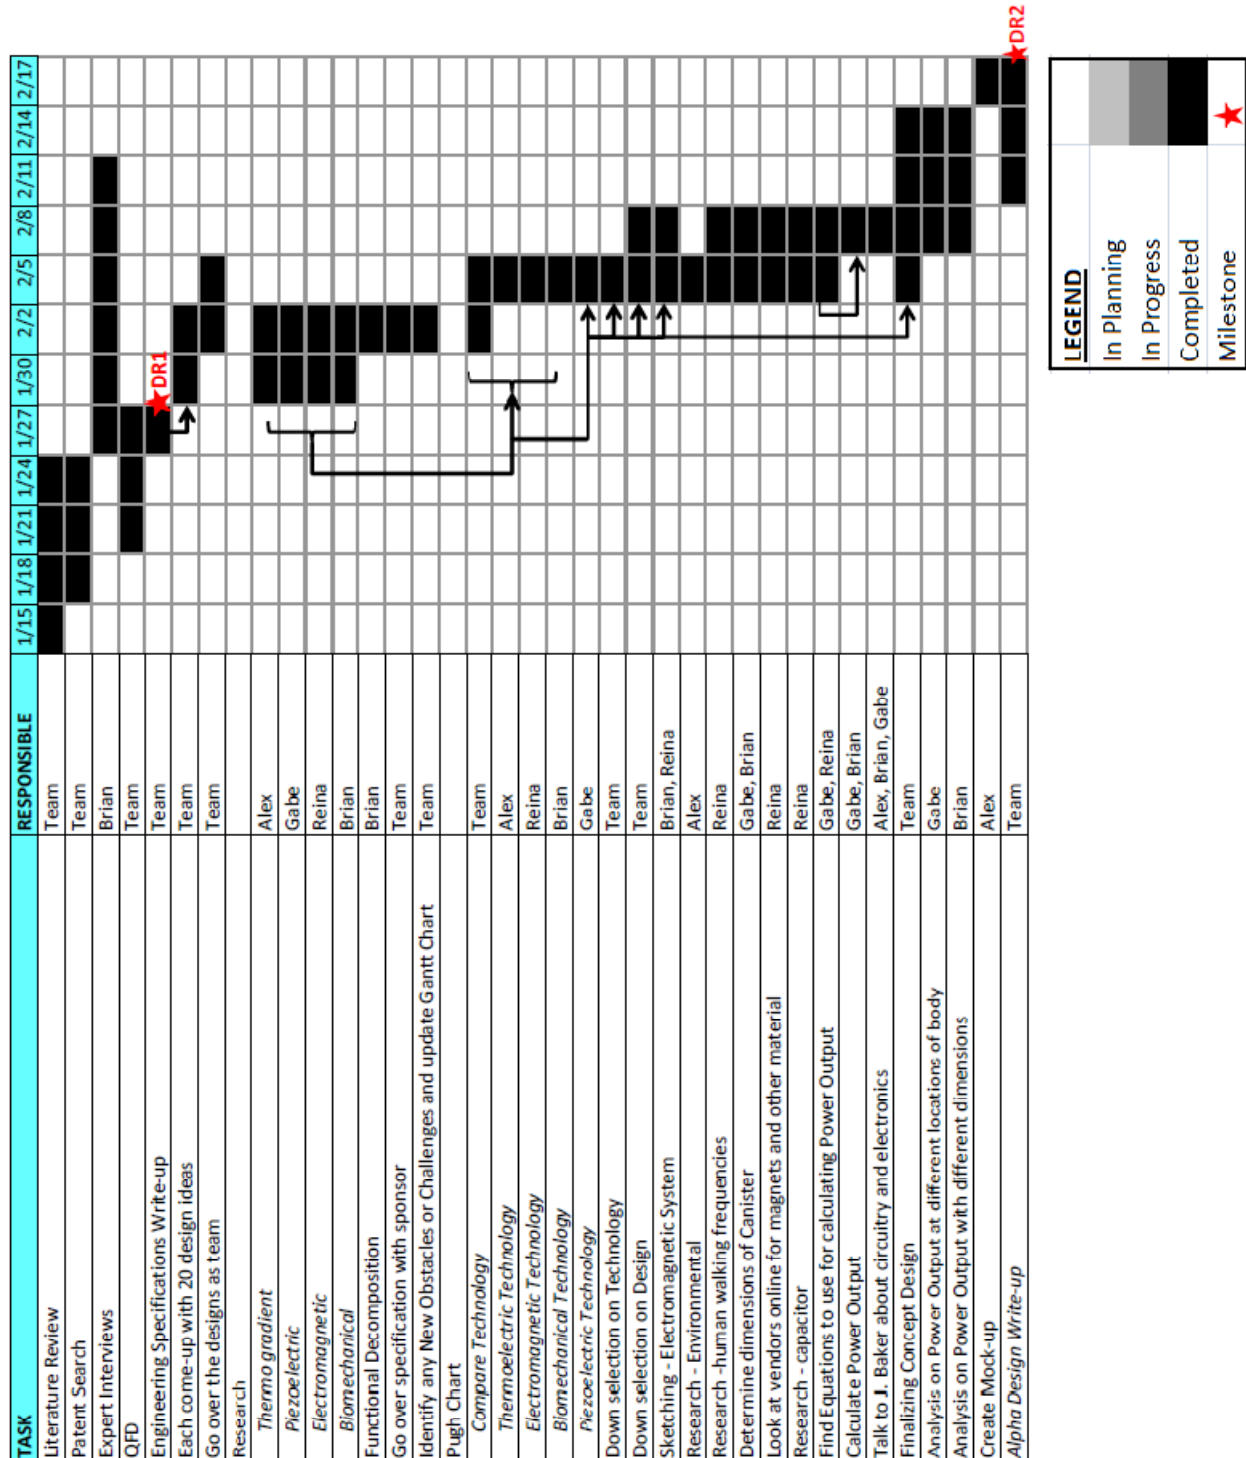 TASK RESPONSIBLE 1/15 1/18 1/21 1/24 1/27 1/30 2/2 2/5 2/8 2/11 2/14 2/17
Literature Review Team
Patent Search Team
Expert Interviews Brian
QFD Team
Engineering Specifications Write-up Team DR1
Each come-up with 20 design ideas Team
Go over the designs as team Team
Research
Thermo gradient Alex
Piezoelectric Gabe
Electromagnetic Reina
Biomechanical Brian
Functional Decomposition Brian
Go over specification with sponsor Team
Identify any New Obstacles or Challenges and update Gantt Chart Team
Pugh Chart
Compare Technology Team
Thermoelectric Technology Alex
Electromagnetic Technology Reina
Biomechanical Technology Brian
Piezoelectric Technology Gabe
Down selection on Technology Team
Down selection on Design Team
Sketching - Electromagnetic System Brian, Reina
Research - Environmental Alex
Research -human walking frequencies Reina
Determine dimensions of Canister Gabe, Brian
Look at vendors online for magnets and other material Reina
Research - capacitor Reina
Find Equations to use for calculating Power Output Gabe, Reina
Calculate Power Output Gabe, Brian
Talk to J. Baker about circuitry and electronics Alex, Brian, Gabe
Finalizing Concept Design Team
Analysis on Power Output at different locations of body Gabe
Analysis on Power Output with different dimensions Brian
Create Mock-up Alex
Alpha Design Write-up Team DR2
LEGEND
In Planning
In Progress
Completed
Milestone